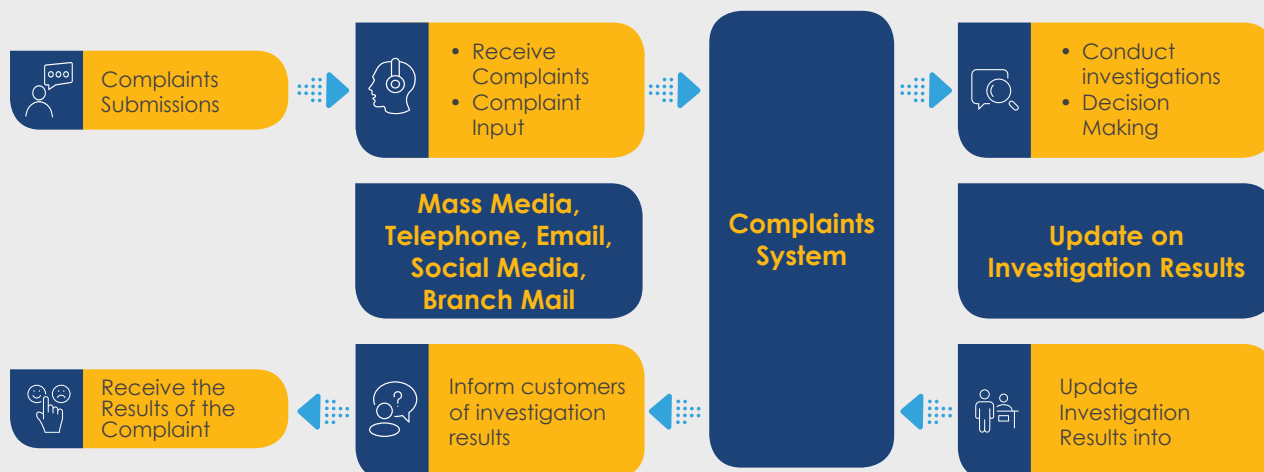 Complaints
Submissions
• Receive
Complaints
• Complaint
Input
Complaints
System
• Conduct
investigations
• Decision
Making
Mass Media,
Telephone, Email,
Social Media,
Branch Mail
Update on
Investigation Results
Receive the
Results of the
Complaint
Inform customers
of investigation
results
Update
Investigation
Results into